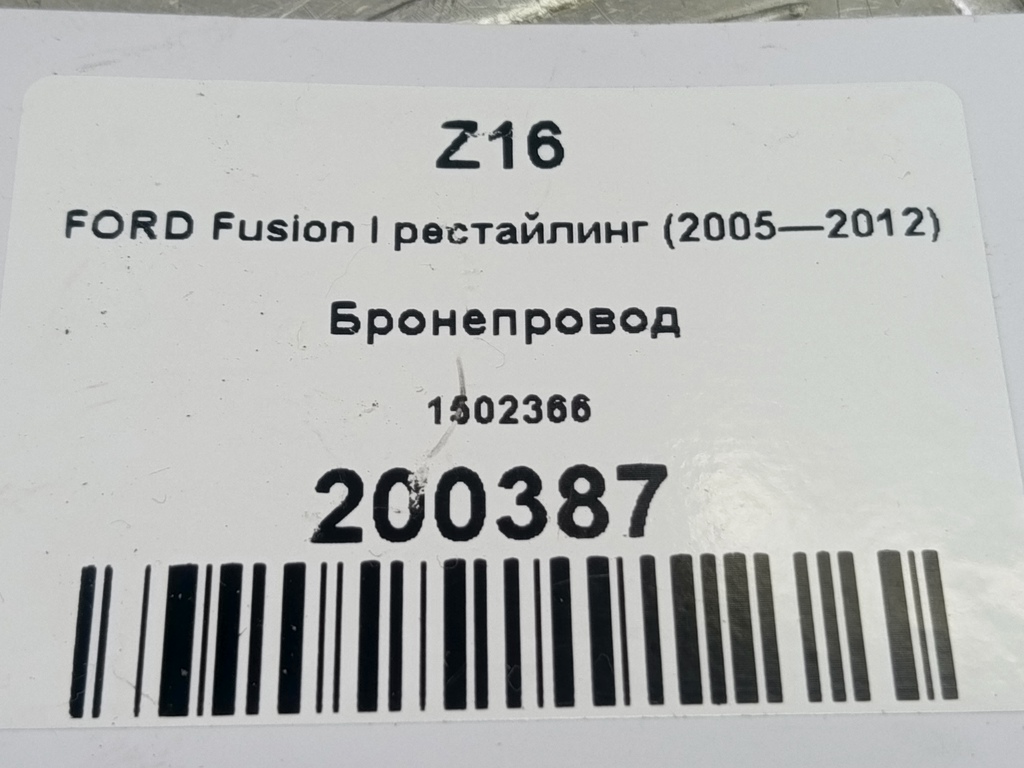 Z16
FORD Fusion I рестайлинг (2005—2012)
Бронепровод
1502366
200387